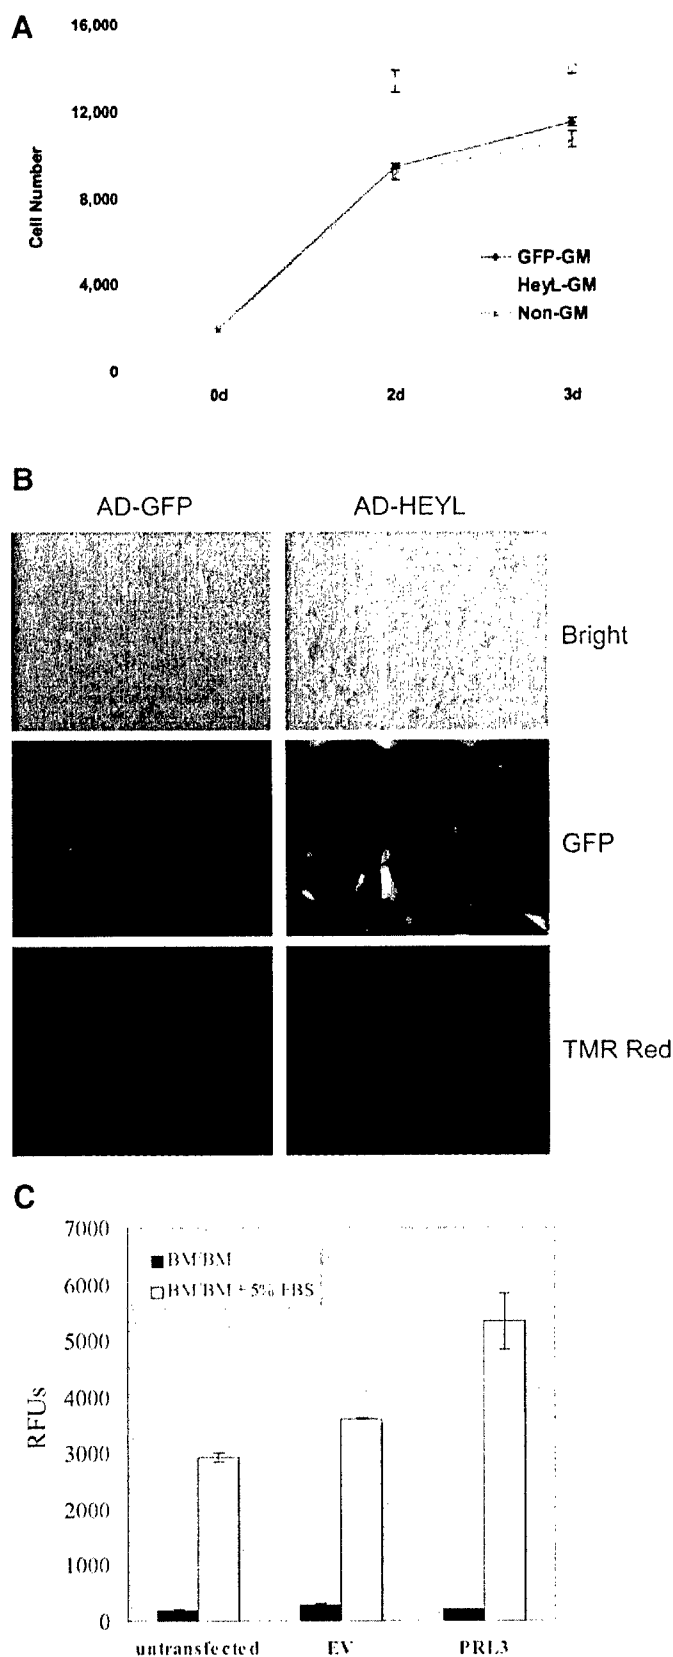 A
16,000
12,000
8,000
4,000
0
Cell Number
GFP-GM
HeyL-GM
Non-GM
0d
2d
3d
B
AD-GFP
AD-HEYL
Bright
GFP
TMR Red
C
7000
6000
5000
4000
3000
2000
1000
0
RFUs
BM/BM
BM/BM + 5% FBS
untransfected
EV
PRL3